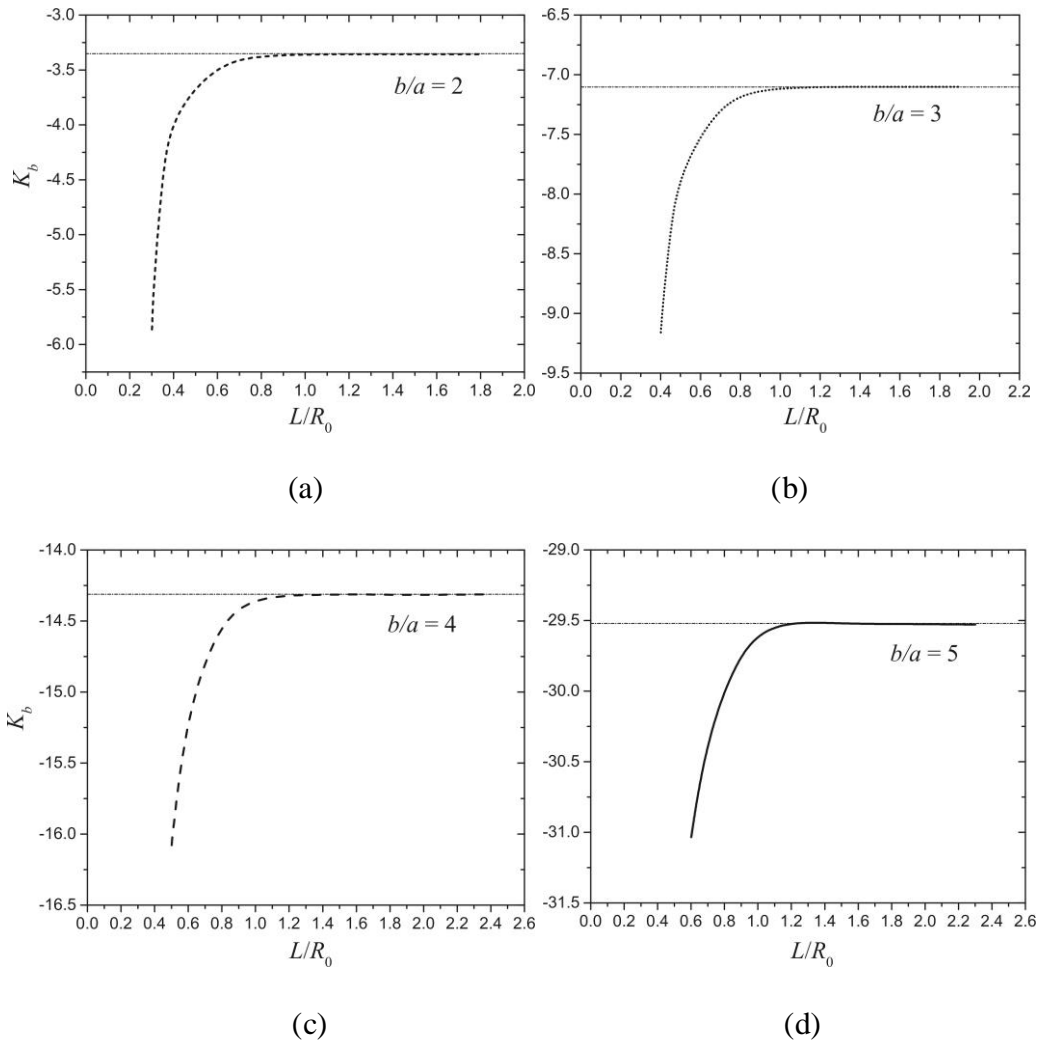 -3.0
-3.5
-4.0
-4.5
-5.0
-5.5
-6.0
K_b
b/a = 2
0.0 0.2 0.4 0.6 0.8 1.0 1.2 1.4 1.6 1.8 2.0
L/R_0
(a)
-6.5
-7.0
-7.5
-8.0
-8.5
-9.0
-9.5
b/a = 3
0.0 0.2 0.4 0.6 0.8 1.0 1.2 1.4 1.6 1.8 2.0 2.2
L/R_0
(b)
-14.0
-14.5
-15.0
-15.5
-16.0
-16.5
K_b
b/a = 4
0.0 0.2 0.4 0.6 0.8 1.0 1.2 1.4 1.6 1.8 2.0 2.2 2.4 2.6
L/R_0
(c)
-29.0
-29.5
-30.0
-30.5
-31.0
-31.5
b/a = 5
0.0 0.2 0.4 0.6 0.8 1.0 1.2 1.4 1.6 1.8 2.0 2.2 2.4 2.6
L/R_0
(d)